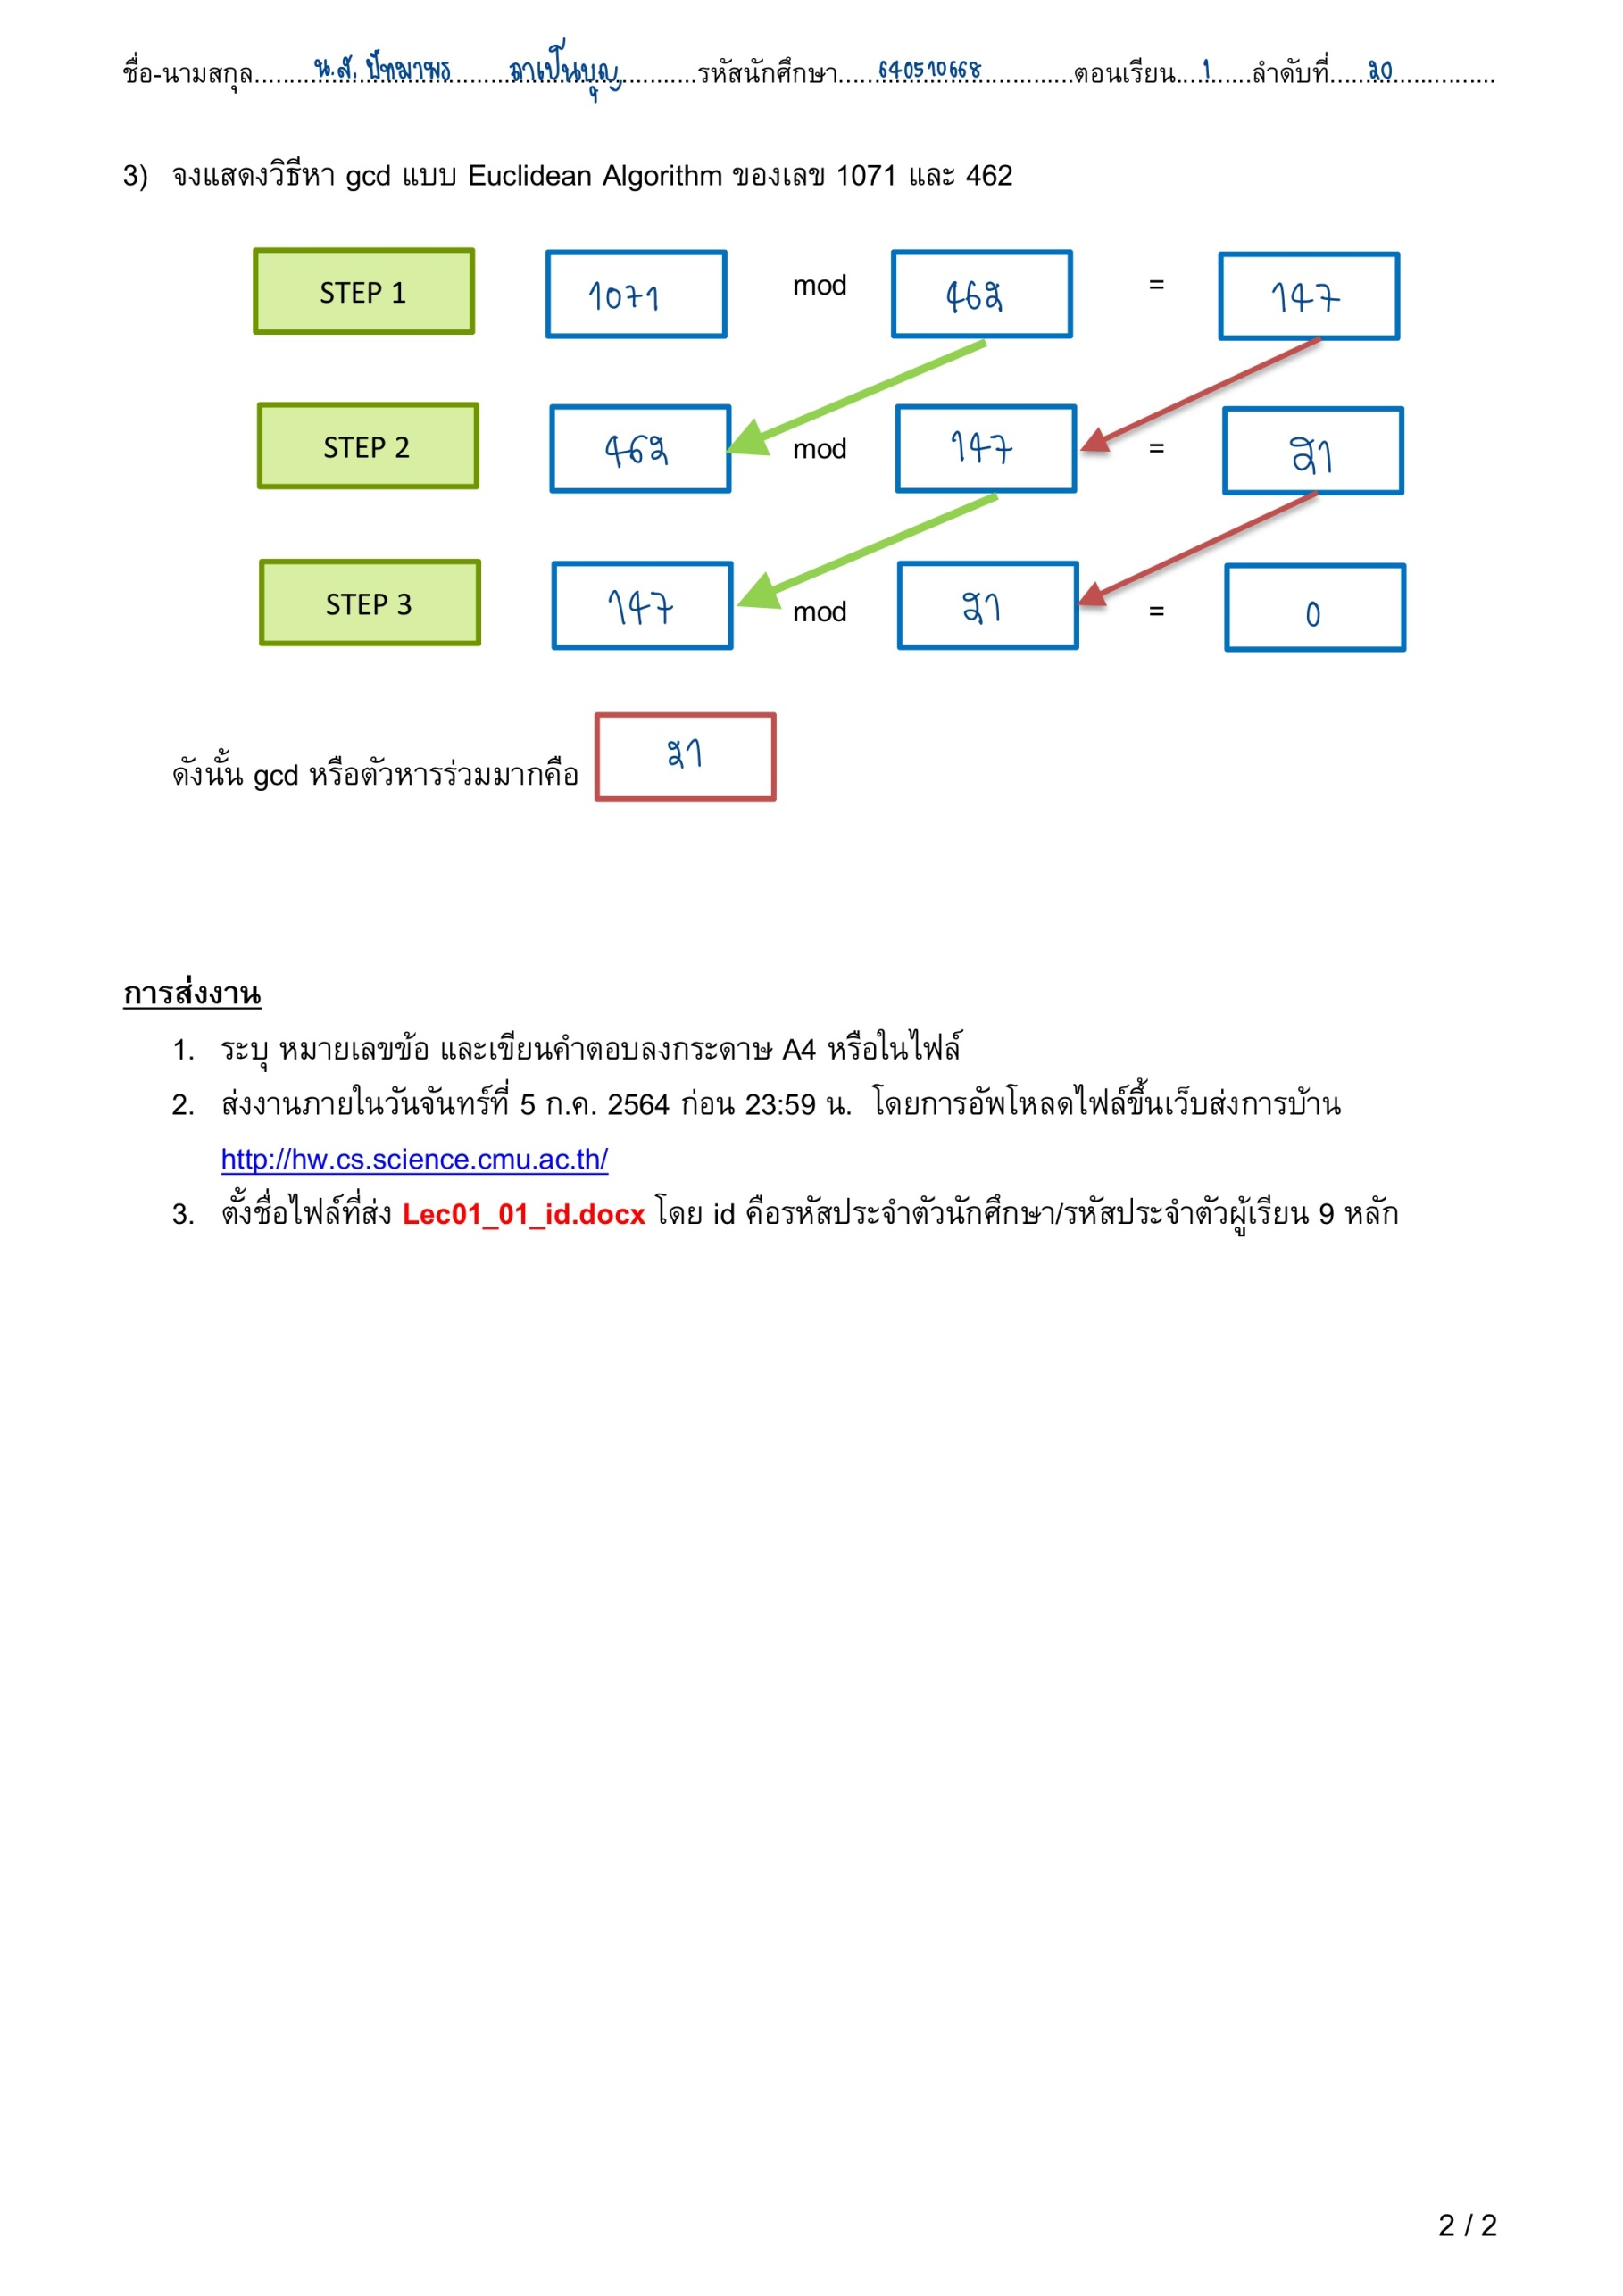 ชื่อ-นามสกุล น.ส. ปัทมาพร รหัสนักศึกษา 640510668 ตอนเรียน 1 ลำดับที่ 20
3) จงแสดงวิธีหา gcd แบบ Euclidean Algorithm ของเลข 1071 และ 462
STEP 1 1071 mod 462 = 147
STEP 2 462 mod 147 = 21
STEP 3 147 mod 21 = 0
ดังนั้น gcd หรือตัวหารร่วมมากคือ 21
การส่งงาน
1. ระบุ หมายเลขข้อ และเขียนคำตอบลงกระดาษ A4 หรือในไฟล์
2. ส่งงานภายในวันจันทร์ที่ 5 ก.ค. 2564 ก่อน 23:59 น. โดยการอัพโหลดไฟล์ขึ้นเว็บส่งการบ้าน
http://hw.cs.science.cmu.ac.th/
3. ตั้งชื่อไฟล์ที่ส่ง Lec01_01_id.docx โดย id คือรหัสประจำตัวนักศึกษา/รหัสประจำตัวผู้เรียน 9 หลัก
2 / 2